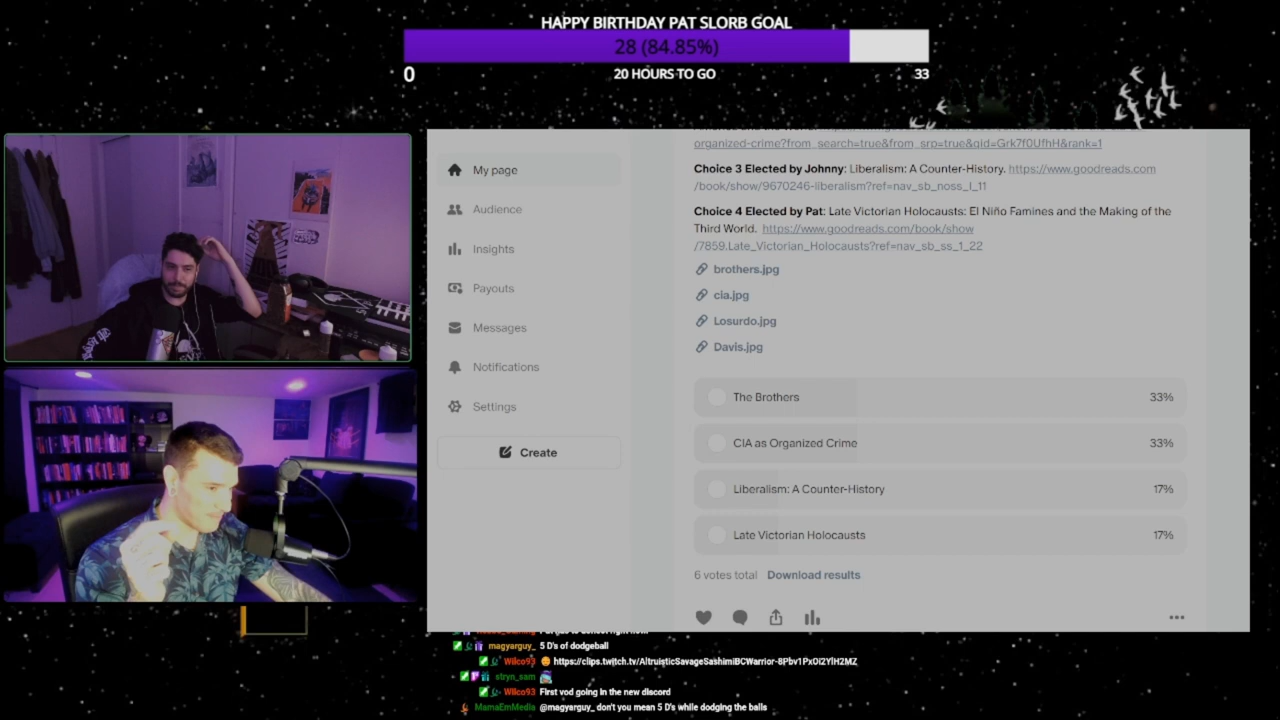 HAPPY BIRTHDAY PAT SLORB GOAL
28 (84.85%)
0
20 HOURS TO GO
33
My page
Audience
Insights
Payouts
Messages
Notifications
Settings
Create
organized-crime?from_search=true&from_srp=true&qid=Grk7f0UfhH&rank=1
Choice 3 Elected by Johnny: Liberalism: A Counter-History. https://www.goodreads.com
/book/show/9670246-liberalism?ref=nav_sb_noss_l_11
Choice 4 Elected by Pat: Late Victorian Holocausts: El Niño Famines and the Making of the
Third World. https://www.goodreads.com/book/show
/7859.Late_Victorian_Holocausts?ref=nav_sb_ss_1_22
brothers.jpg
cia.jpg
Losurdo.jpg
Davis.jpg
The Brothers 33%
CIA as Organized Crime 33%
Liberalism: A Counter-History 17%
Late Victorian Holocausts 17%
6 votes total Download results
magyarguy_ 5 D's of dodgeball
Wilco93 https://clips.twitch.tv/AltruisticSavageSashimiBCWarrior-8Pbv1PxOi2YlH2MZ
stryn_sam
Wilco93 First vod going in the new discord
MamaEmMedia @magyarguy_ don't you mean 5 D's while dodging the balls